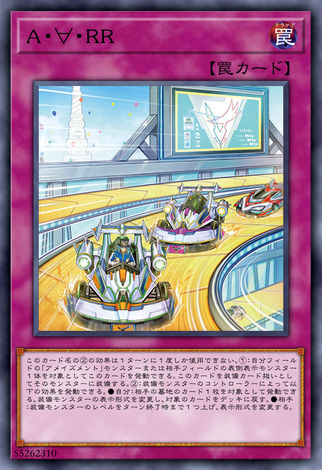 A・∀・RR
トラップ
罠
【罠カード】
このカード名の②の効果は１ターンに１度しか使用できない。①：自分フィール
ドの「アメイズメント」モンスターまたは相手フィールドの表側表示モンスター
１体を対象としてこのカードを発動できる。このカードを装備カード扱いとし
てそのモンスターに装備する。②：装備モンスターのコントローラーによって以
下の効果を発動できる。●自分：相手の墓地のカード１枚を対象として発動で
きる。装備モンスターの表示形式を変更し、対象のカードをデッキに戻す。●相
手：装備モンスターのレベルをターン終了時まで１つ上げ、表示形式を変更する。
55262310